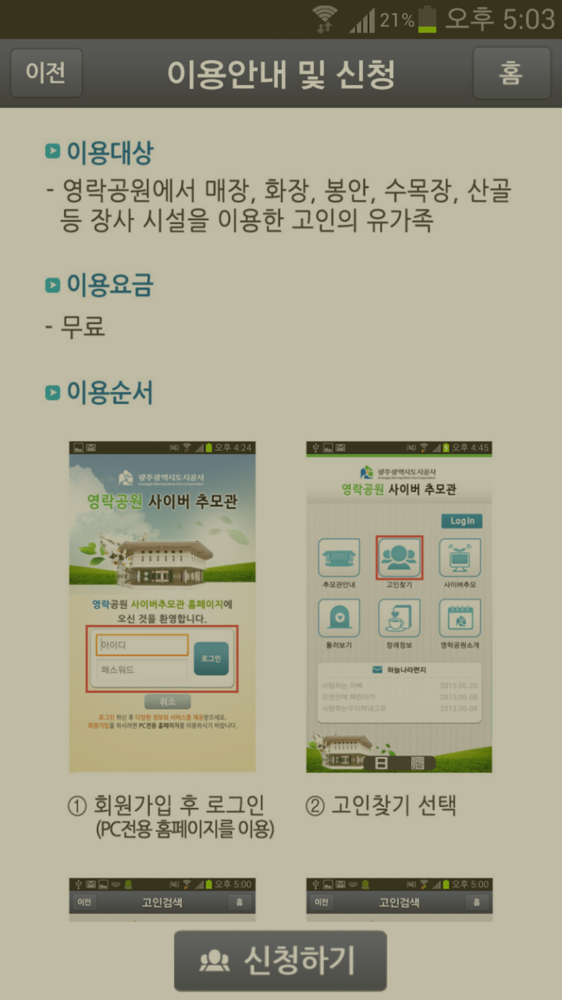 21% 오후 5:03
이전 이용안내 및 신청 홈
이용대상
- 영락공원에서 매장, 화장, 봉안, 수목장, 산골
등 장사 시설을 이용한 고인의 유가족
이용요금
- 무료
이용순서
오후 4:24
광주광역시도시공사
영락공원 사이버 추모관
영락공원 사이버추모관 홈페이지에
오신 것을 환영합니다.
아이디
패스워드
로그인
취소
로그인 하신 후 다양한 정보와 서비스를 제공받으세요.
회원가입을 하시려면 PC전용 홈페이지를 이용하시기 바랍니다.
① 회원가입 후 로그인
(PC전용 홈페이지를 이용)
오후 4:45
광주광역시도시공사
영락공원 사이버 추모관
Login
추모관안내 고인찾기 사이버추모
둘러보기 장례정보 영락공원소개
하늘나라편지
사랑하는 아빠 2013.06.20
오랜만에 혜린이가 2013.06.08
사랑하는우리막내고모 2013.06.08
② 고인찾기 선택
오후 5:00
이전 고인검색 홈
오후 5:00
이전 고인검색 홈
신청하기